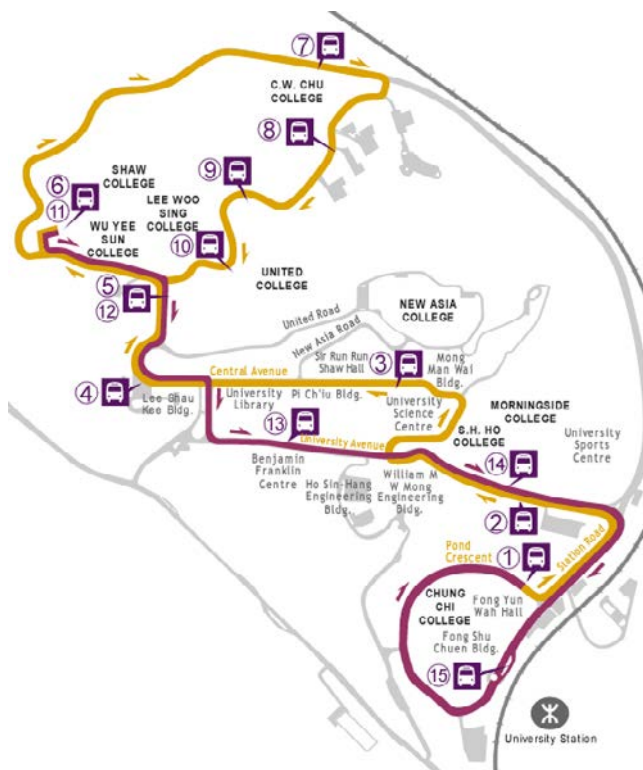 ⑦
C.W. CHU
COLLEGE
⑧
⑨
SHAW
COLLEGE
⑥
⑪
LEE WOO
SING
COLLEGE
WU YEE
SUN
COLLEGE
⑩
UNITED
COLLEGE
⑤
⑫
NEW ASIA
COLLEGE
United Road
New Asia Road
Sir Run Run
Shaw Hall
③
Mong
Man Wai
Bldg.
Central Avenue
④
Lee Shau
Kee Bldg.
University
Library
Pi Ch'iu Bldg.
University
Science
Centre
MORNINGSIDE
COLLEGE
S.H. HO
COLLEGE
University
Sports
Centre
⑬
University Avenue
Benjamin
Franklin
Centre
Ho Sin-Hang
Engineering
Bldg.
William M
W Mong
Engineering
Bldg.
⑭
②
Pond
Crescent
①
Station Road
CHUNG
CHI
COLLEGE
Fong Yun
Wah Hall
Fong Shu
Chuen Bldg.
⑮
University Station